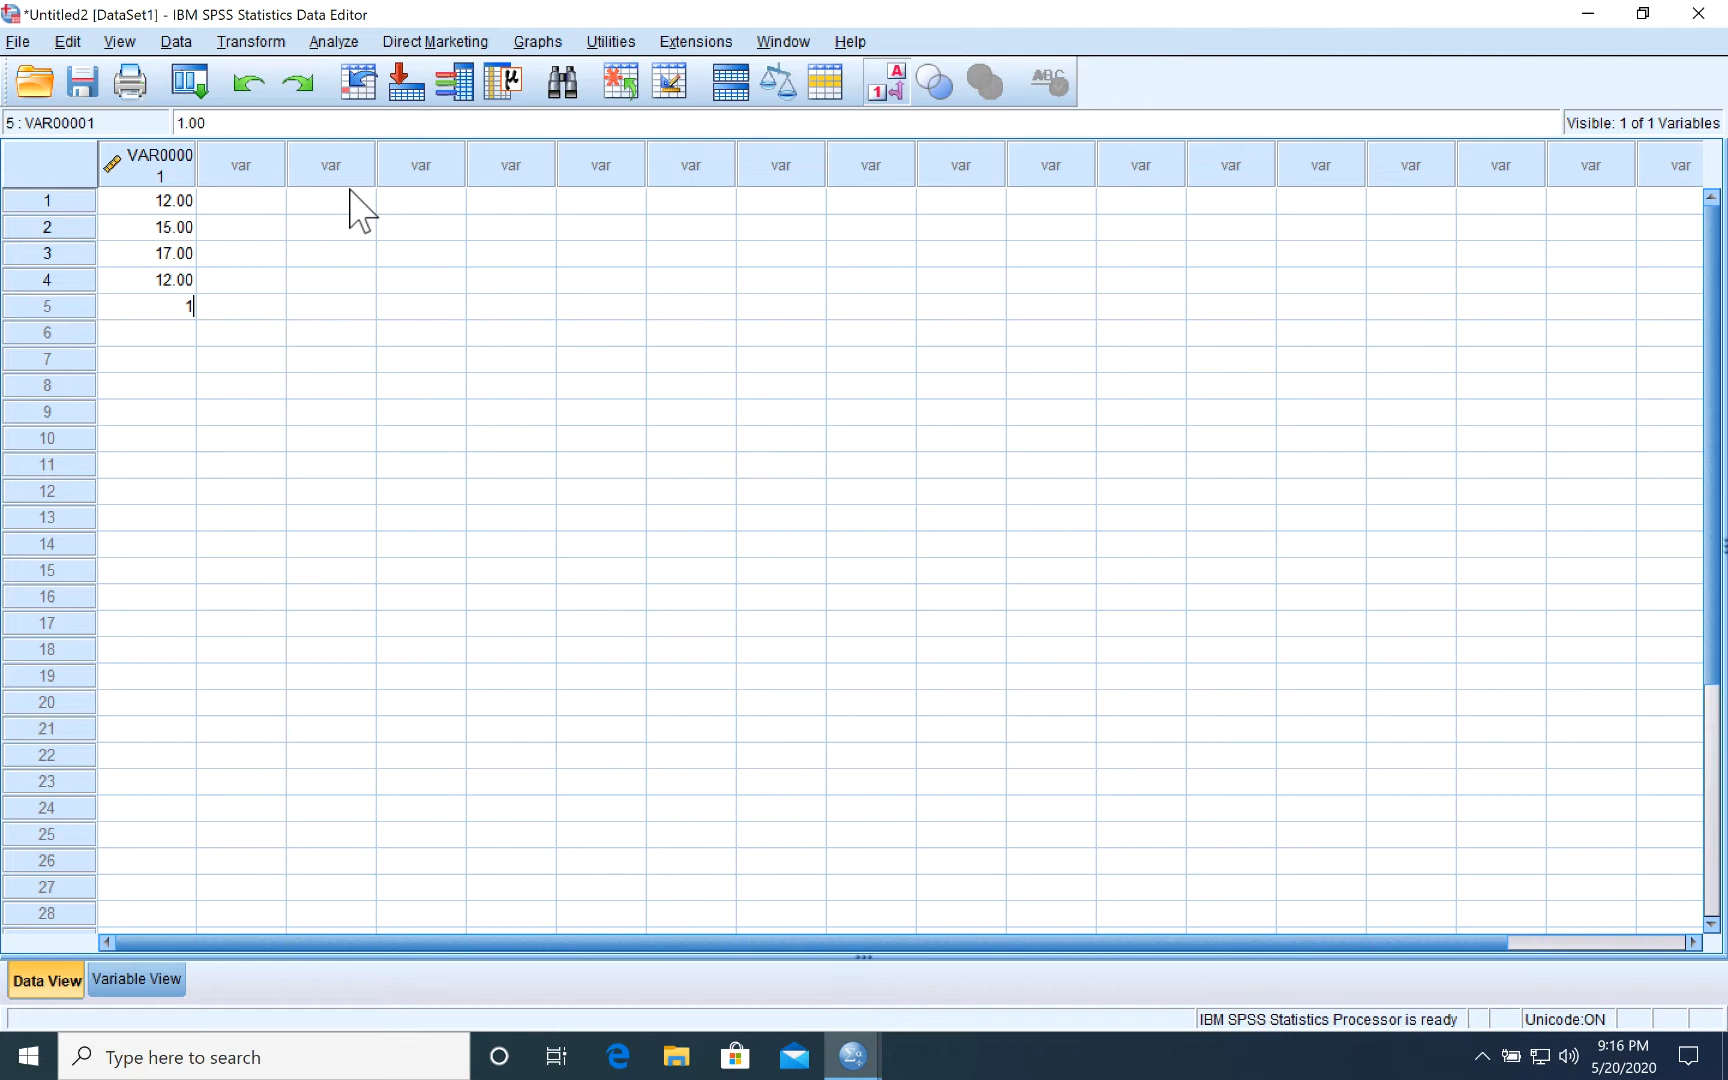 *Untitled2 [DataSet1] - IBM SPSS Statistics Data Editor
File Edit View Data Transform Analyze Direct Marketing Graphs Utilities Extensions Window Help
A
1
ABC
μ
5 : VAR00001 1.00 Visible: 1 of 1 Variables
VAR0000
1
var var var var var var var var var var var var var var var var var
1 12.00
2 15.00
3 17.00
4 12.00
5 1
6
7
8
9
10
11
12
13
14
15
16
17
18
19
20
21
22
23
24
25
26
27
28
Data View Variable View
IBM SPSS Statistics Processor is ready Unicode:ON
Type here to search
9:16 PM
5/20/2020